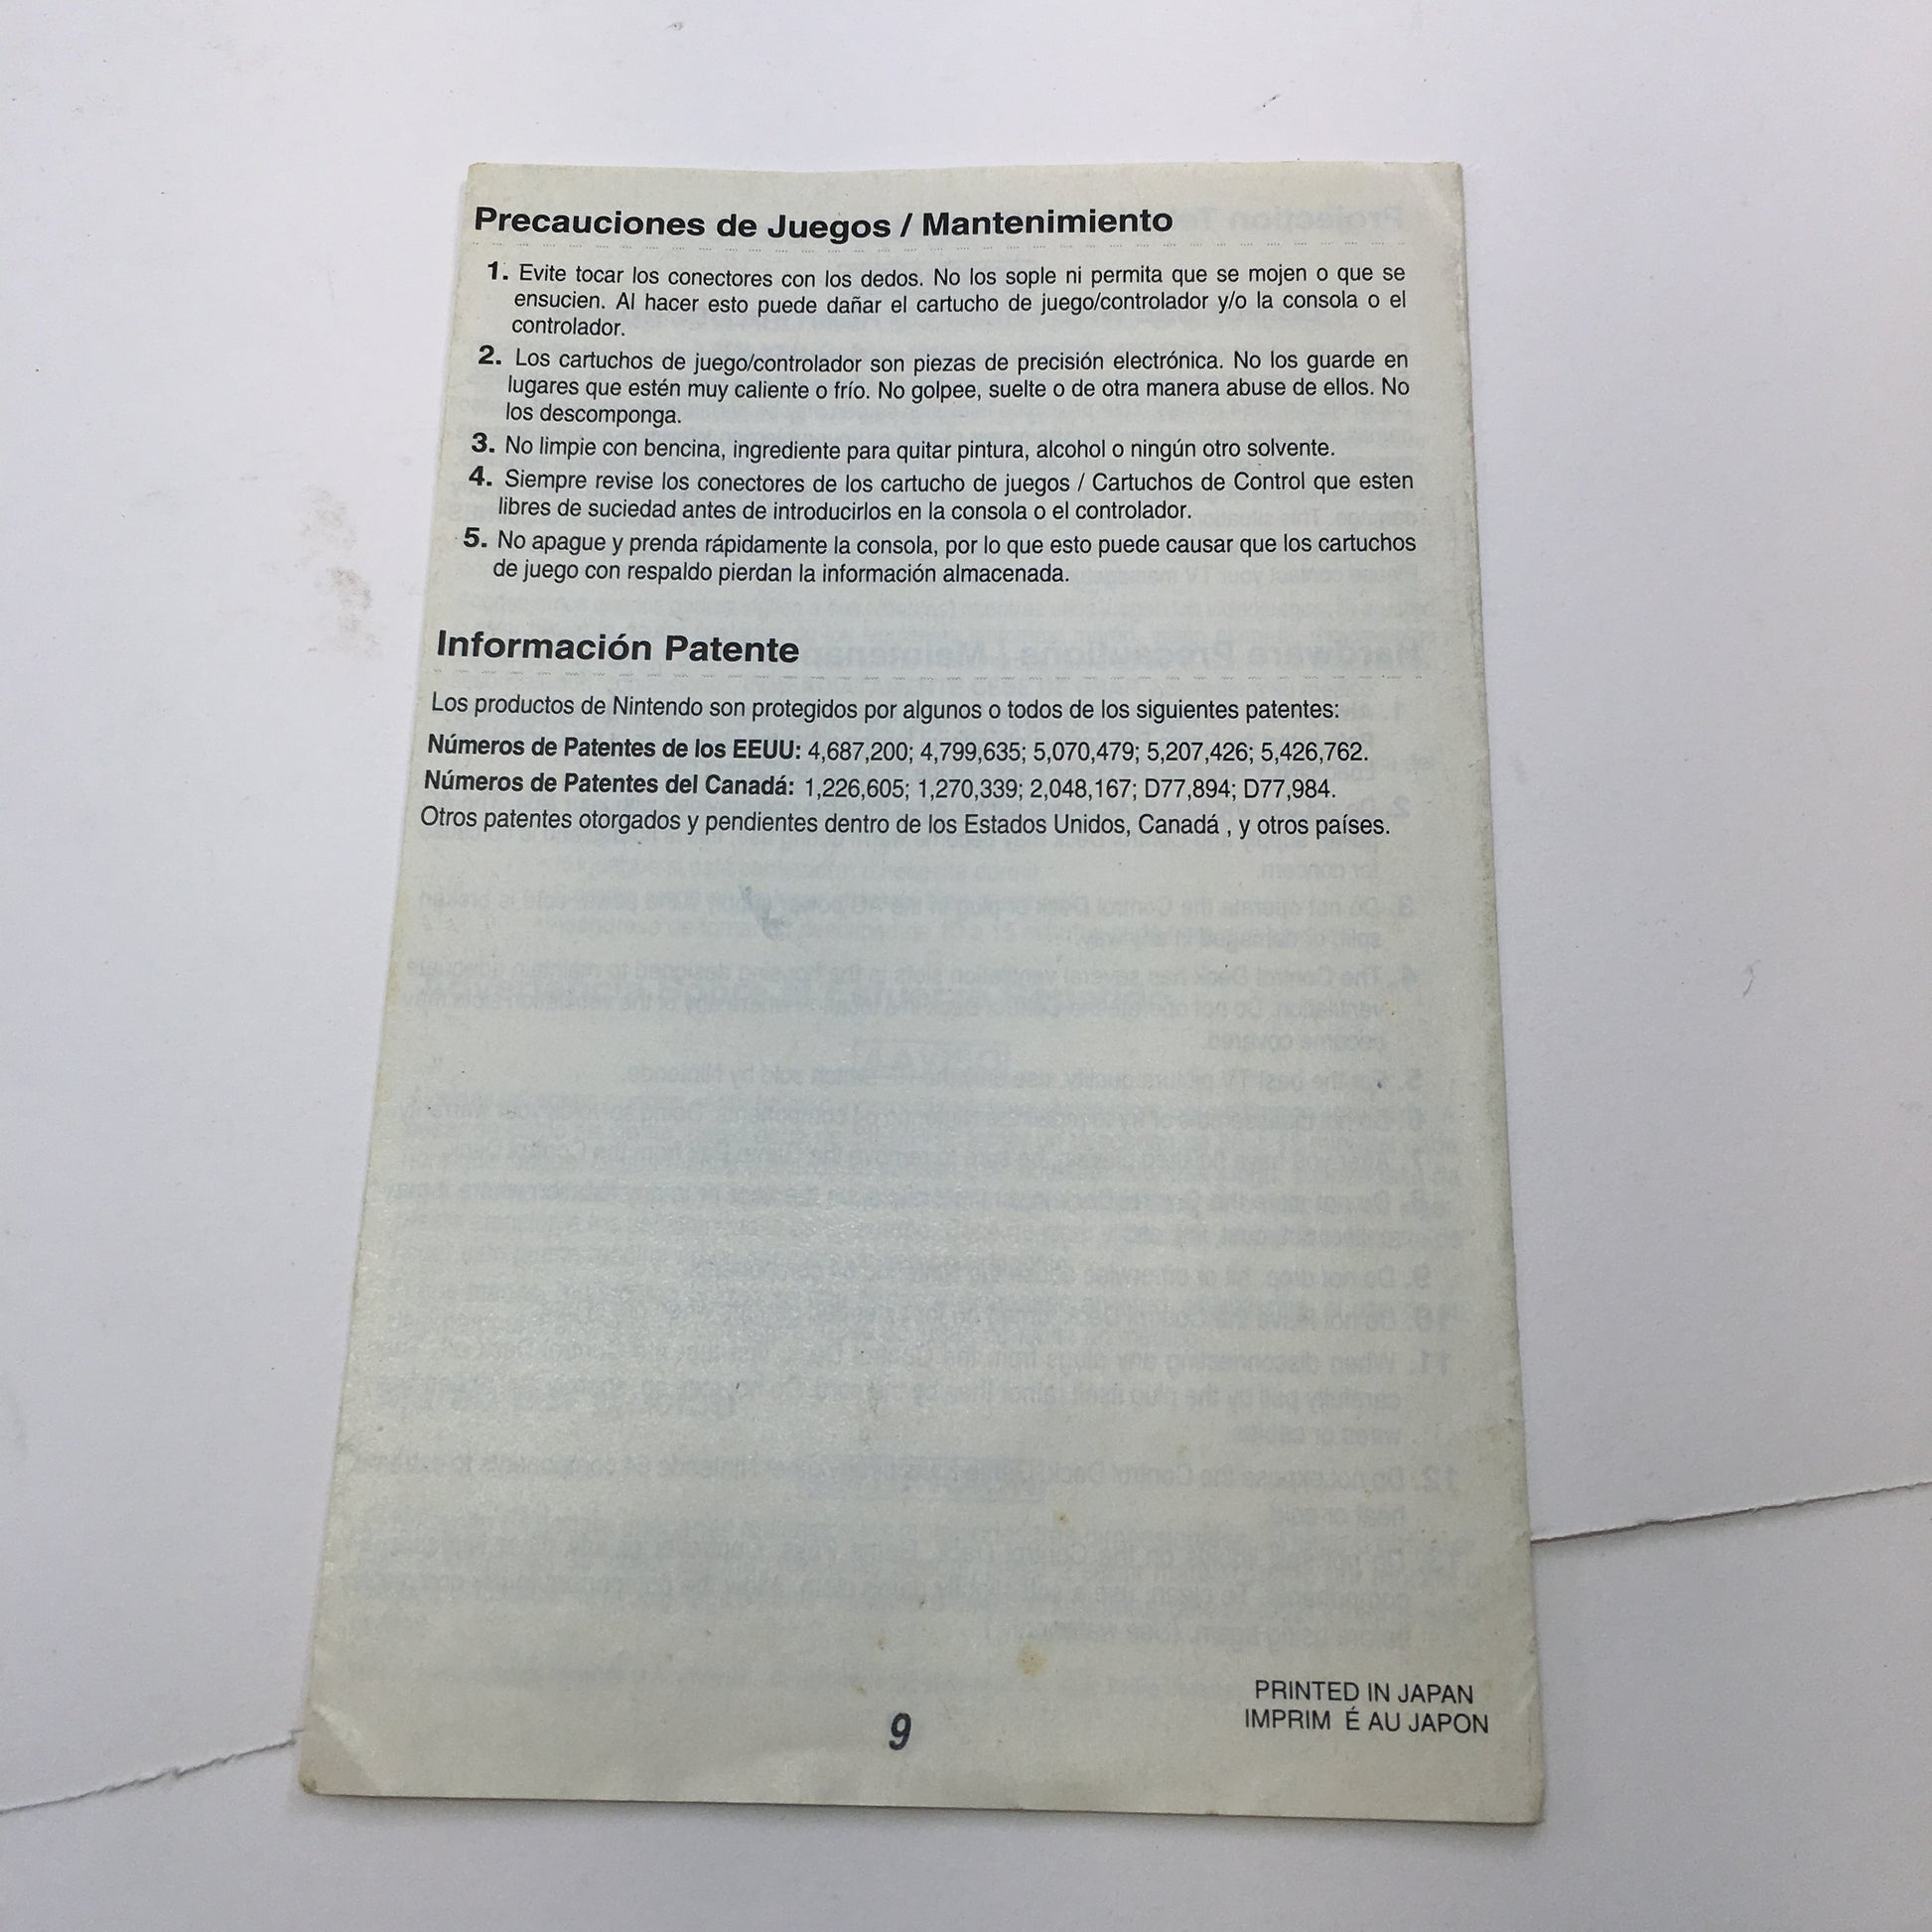 Precauciones de Juegos / Mantenimiento
1. Evite tocar los conectores con los dedos. No los sople ni permita que se mojen o que se
ensucien. Al hacer esto puede dañar el cartucho de juego/controlador y/o la consola o el
controlador.
2. Los cartuchos de juego/controlador son piezas de precisión electrónica. No los guarde en
lugares que estén muy caliente o frío. No golpee, suelte o de otra manera abuse de ellos. No
los descomponga.
3. No limpie con bencina, ingrediente para quitar pintura, alcohol o ningún otro solvente.
4. Siempre revise los conectores de los cartucho de juegos / Cartuchos de Control que esten
libres de suciedad antes de introducirlos en la consola o el controlador.
5. No apague y prenda rápidamente la consola, por lo que esto puede causar que los cartuchos
de juego con respaldo pierdan la información almacenada.
Información Patente
Los productos de Nintendo son protegidos por algunos o todos de los siguientes patentes:
Números de Patentes de los EEUU: 4,687,200; 4,799,635; 5,070,479; 5,207,426; 5,426,762.
Números de Patentes del Canadá: 1,226,605; 1,270,339; 2,048,167; D77,894; D77,984.
Otros patentes otorgados y pendientes dentro de los Estados Unidos, Canadá , y otros países.
PRINTED IN JAPAN
IMPRIM É AU JAPON
9